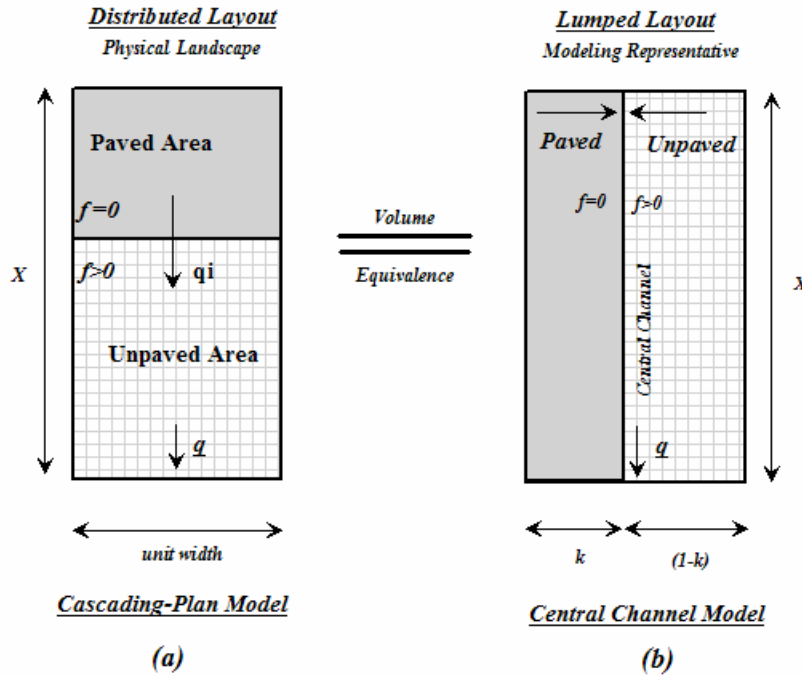 Distributed Layout
Physical Landscape
Paved Area
f=0
f>0
qi
X
Unpaved Area
q
unit width
Cascading-Plan Model
(a)
Volume
Equivalence
Lumped Layout
Modeling Representative
Paved
Unpaved
f=0
f>0
Central Channel
X
q
k
(1-k)
Central Channel Model
(b)